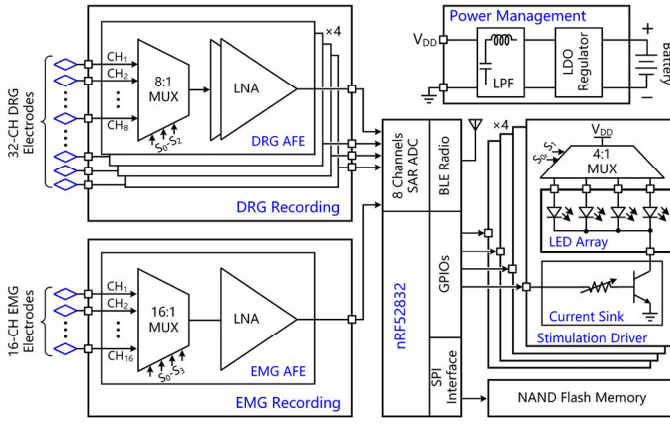 32-CH DRG
Electrodes
CH1
CH2
CH8
8:1
MUX
S0-S2
LNA
×4
DRG AFE
DRG Recording
16-CH EMG
Electrodes
CH1
CH2
CH16
16:1
MUX
S0-S3
LNA
EMG AFE
EMG Recording
8 Channels
SAR ADC
BLE Radio
nRF52832
GPIOs
SPI
Interface
Power Management
VDD
LPF
LDO
Regulator
+
−
Battery
×4
VDD
S0, S1
4:1
MUX
LED Array
Current Sink
Stimulation Driver
NAND Flash Memory